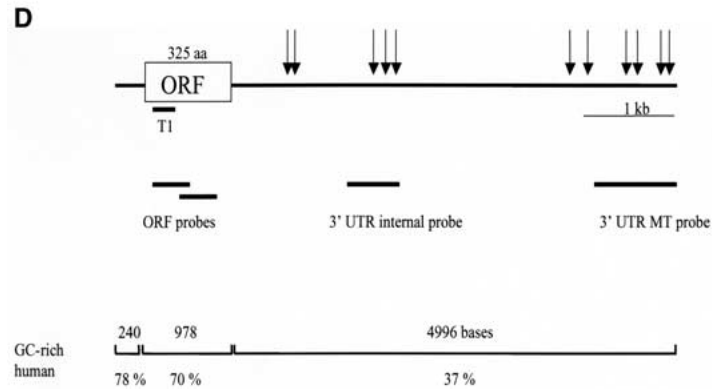 D
325 aa
ORF
T1
1 kb
ORF probes
3’ UTR internal probe
3’ UTR MT probe
240 978 4996 bases
GC-rich
human
78 % 70 % 37 %